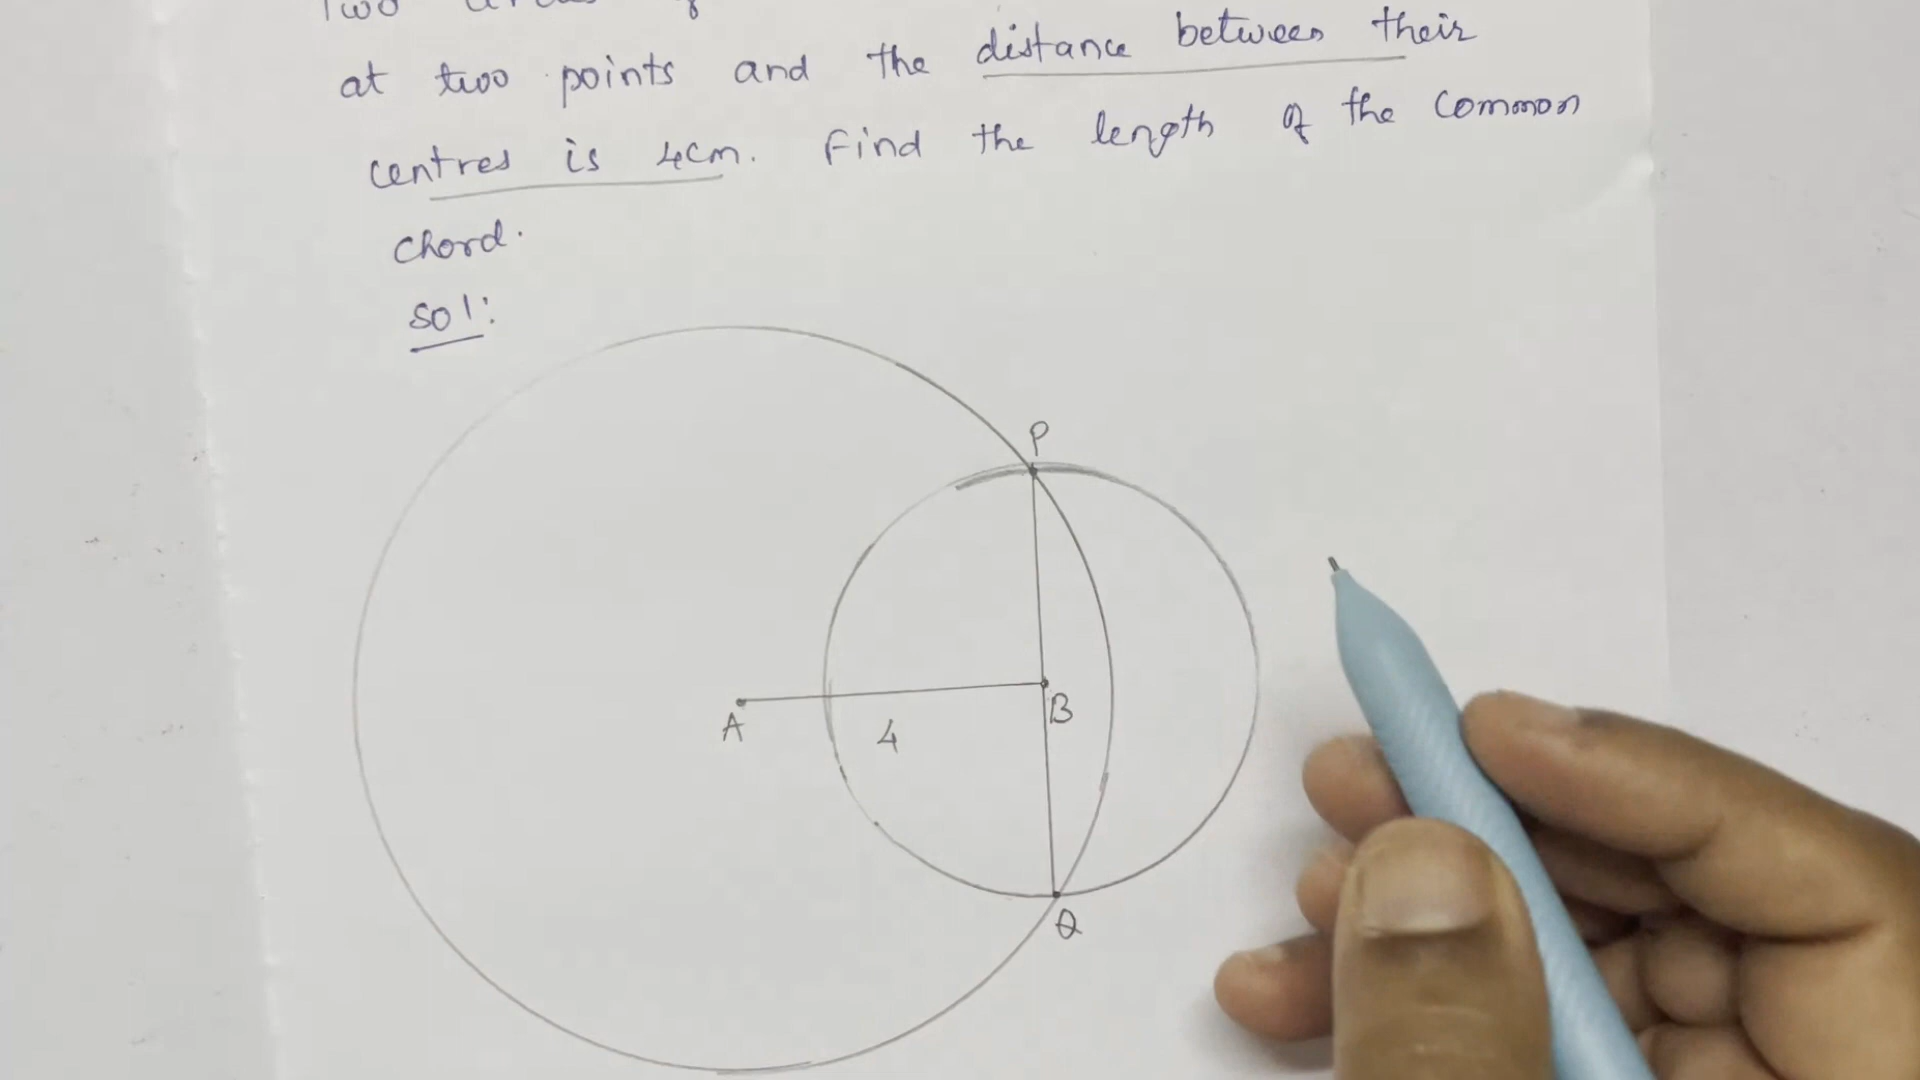 Two
at two points and the distance between their
centres is 4cm. Find the length of the common
chord.
Sol:
P
A
B
4
Q